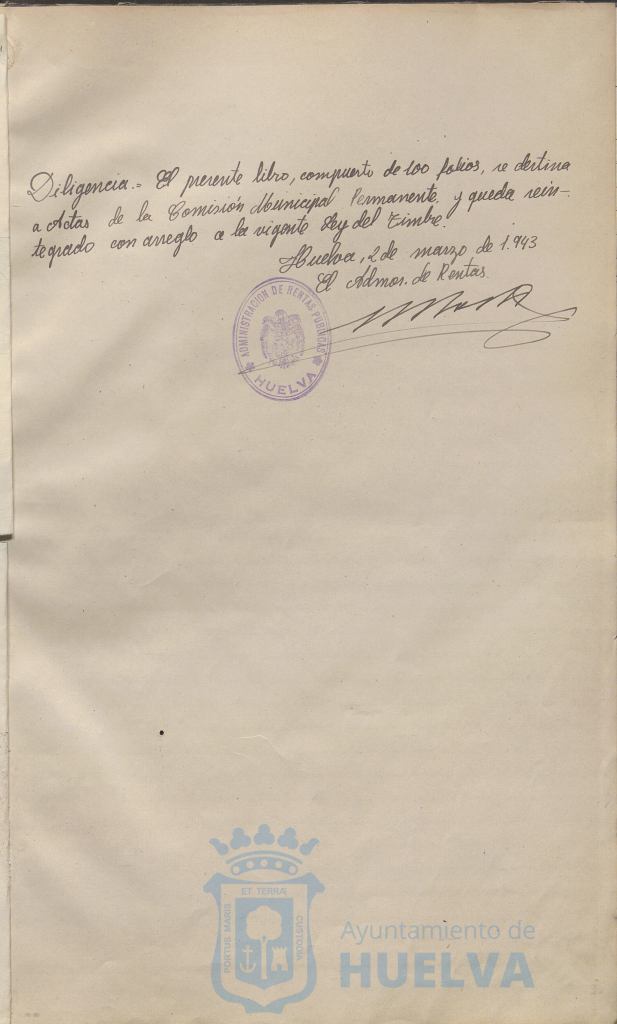 Diligencia.= El presente libro, compuesto de 100 folios, se destina
a Actas de la Comisión Municipal Permanente. y queda rein-
tegrado con arreglo a la vigente Ley del Timbre.
Huelva, 2 de marzo de 1.943
El Admor. de Rentas.
ADMINISTRACION DE RENTAS PUBLICAS
HUELVA
ET TERRÆ
PORTUS MARIS
CUSTODIA
Ayuntamiento de
HUELVA